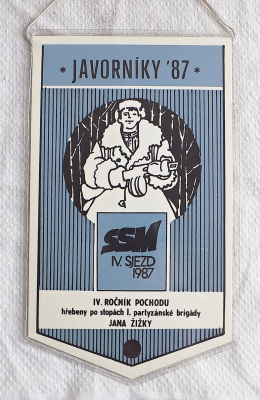 * JAVORNÍKY '87 *
SSM
IV. SJEZD
1987
IV. ROČNÍK POCHODU
hřebeny po stopách I. partyzánské brigády
JANA ŽIŽKY